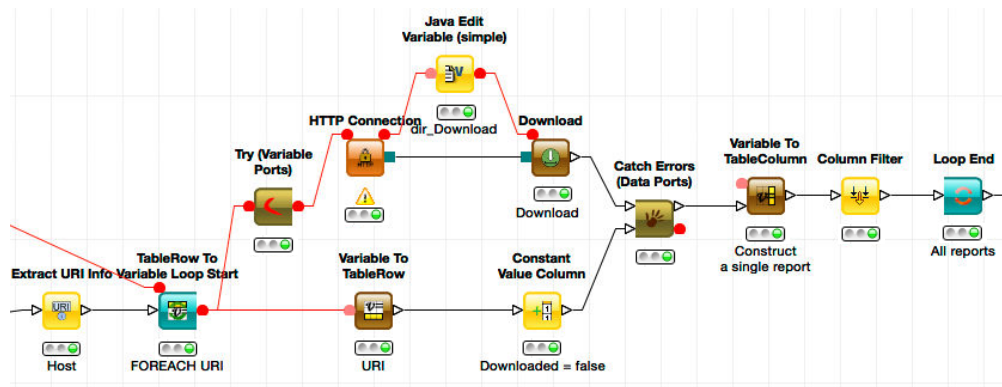 Java Edit
Variable (simple)
dir_Download
HTTP Connection
HTTP
Download
Download
Try (Variable
Ports)
Catch Errors
(Data Ports)
Variable To
TableColumn
Construct
a single report
Column Filter
Loop End
All reports
Extract URI Info
URI
Host
TableRow To
Variable Loop Start
FOREACH URI
Variable To
TableRow
URI
Constant
Value Column
Downloaded = false